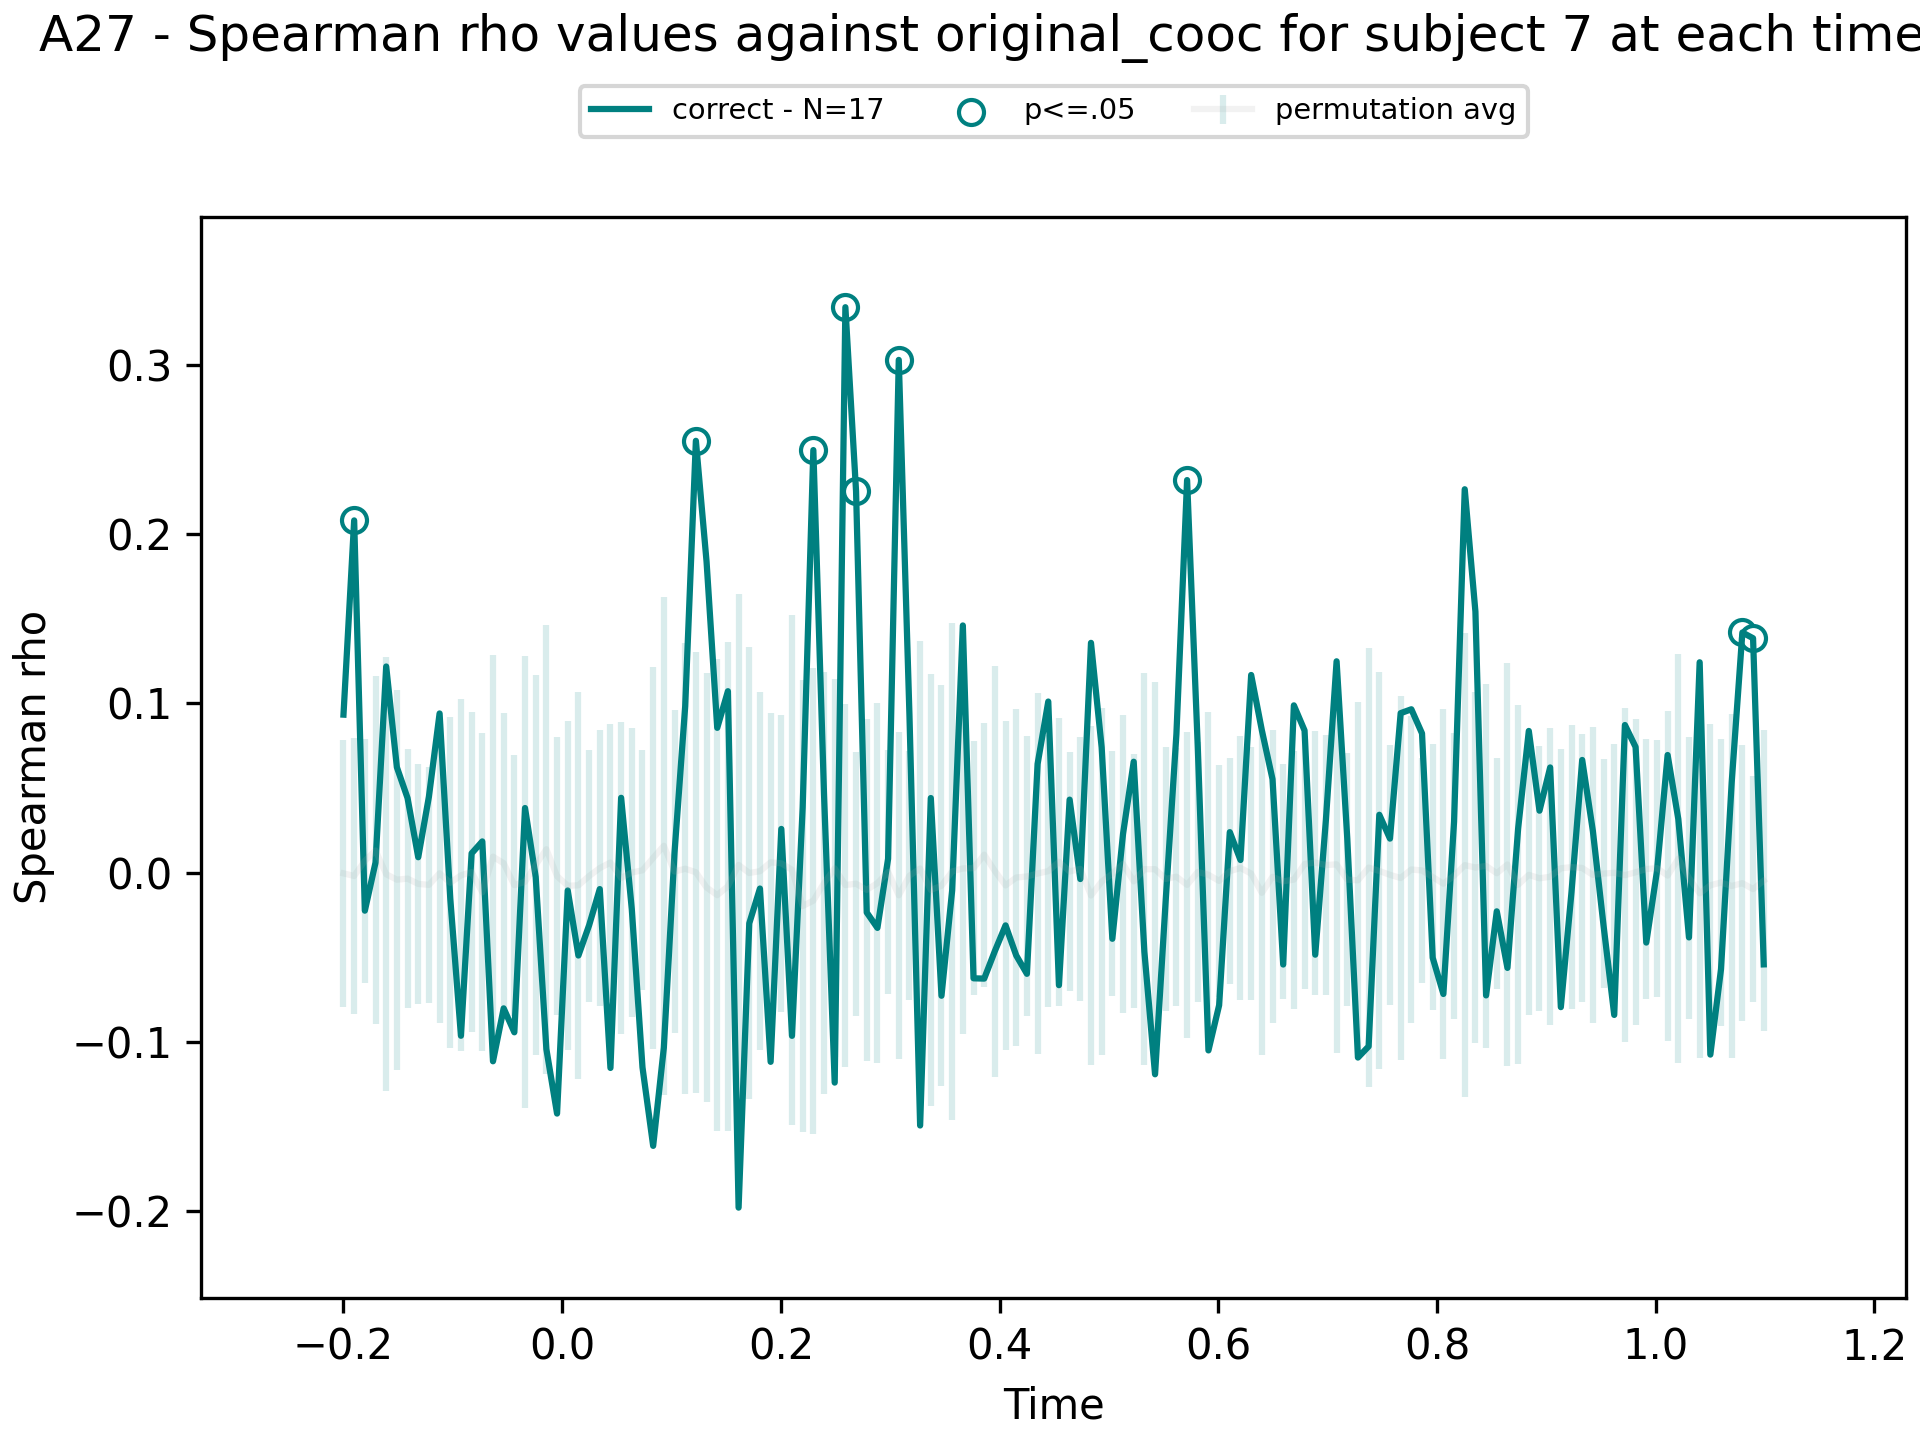 A27 - Spearman rho values against original_cooc for subject 7 at each time
correct - N=17 p<=.05 permutation avg
Spearman rho
0.3
0.2
0.1
0.0
−0.1
−0.2
−0.2 0.0 0.2 0.4 0.6 0.8 1.0 1.2
Time